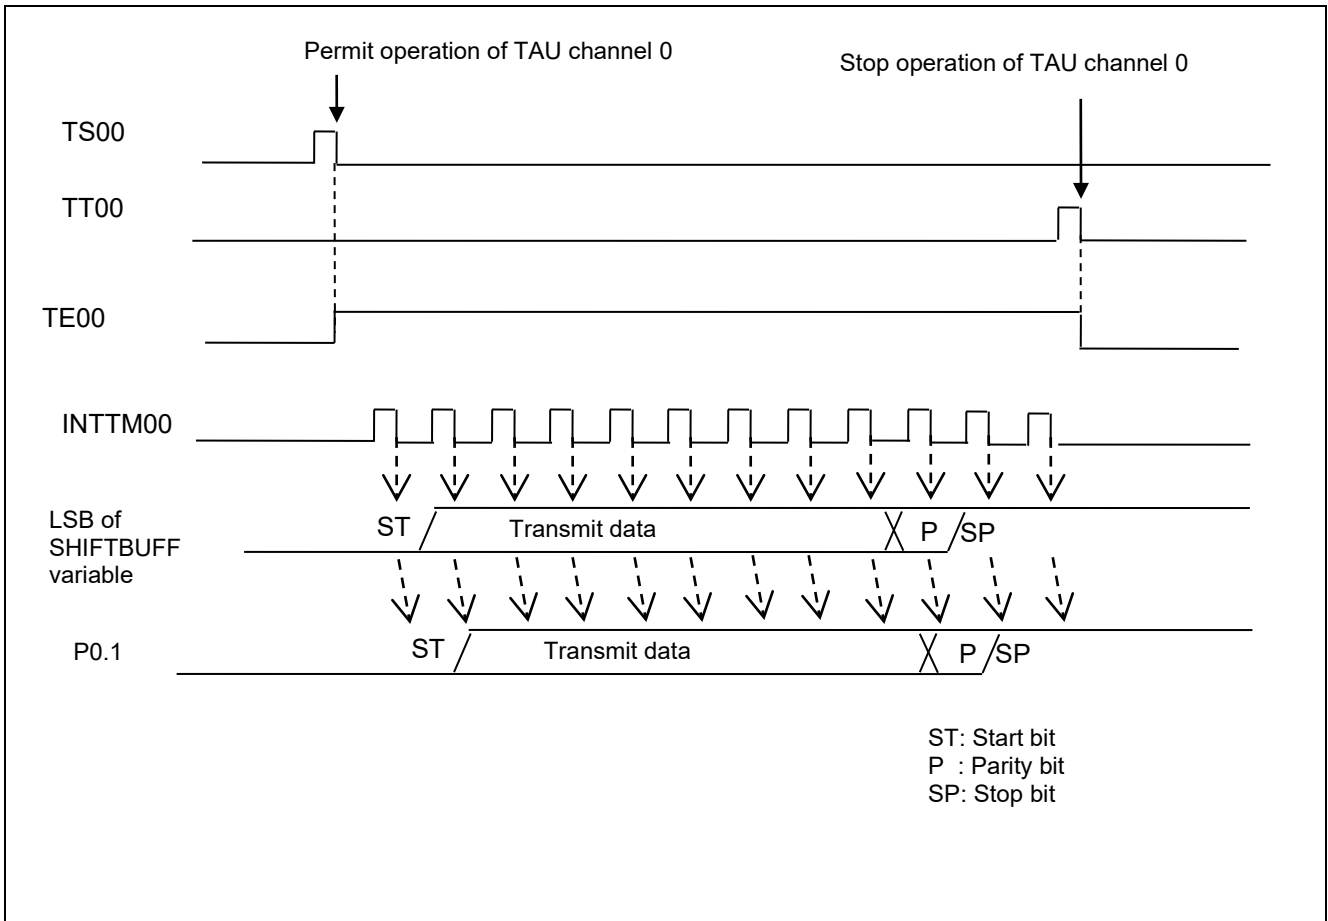 Permit operation of TAU channel 0
Stop operation of TAU channel 0
TS00
TT00
TE00
INTTM00
LSB of
SHIFTBUFF
variable
ST
Transmit data
P
SP
P0.1
ST
Transmit data
P
SP
ST: Start bit
P : Parity bit
SP: Stop bit